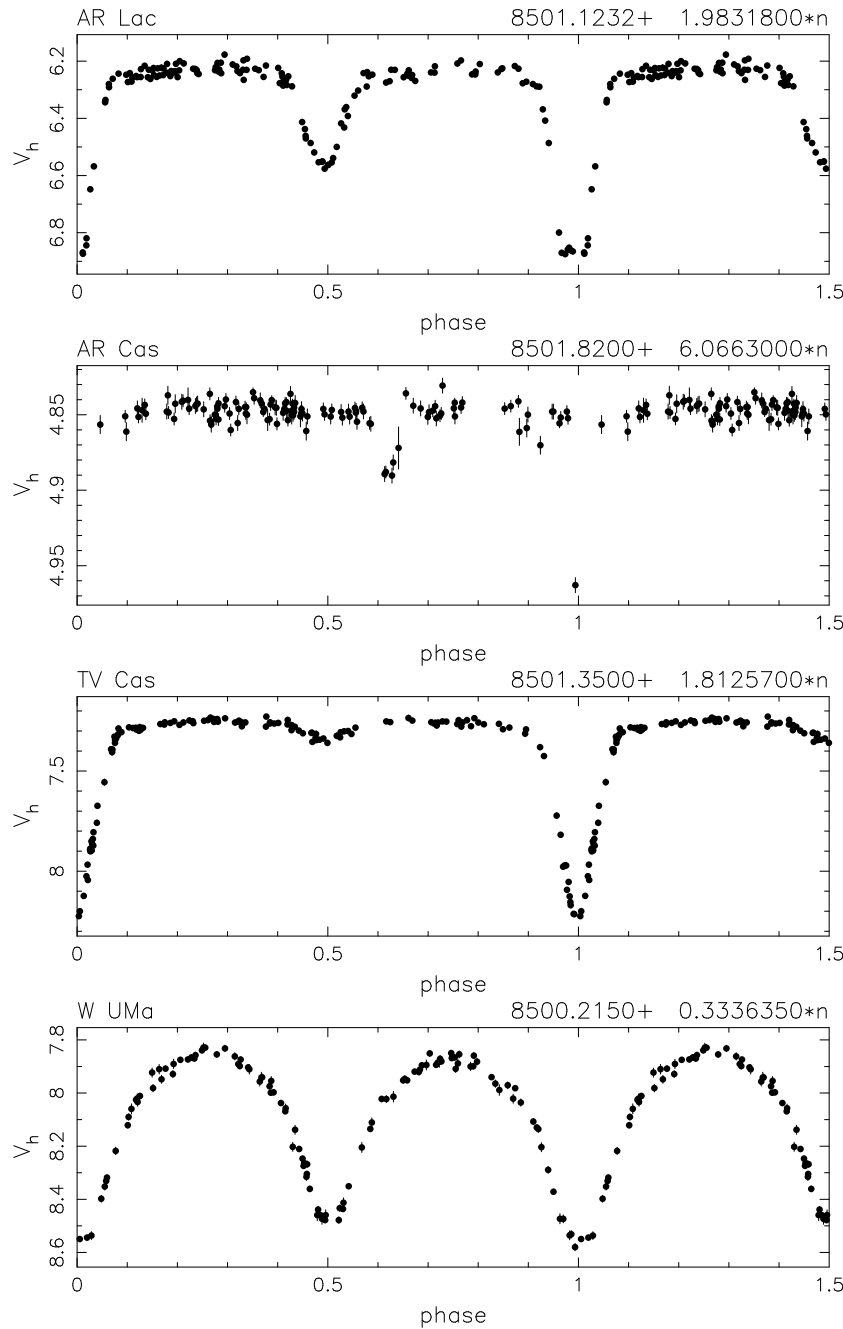 AR Lac 8501.1232+ 1.9831800*n
6.2
6.4
6.6
6.8
V_h
0 0.5 1 1.5
phase
AR Cas 8501.8200+ 6.0663000*n
4.85
4.9
4.95
V_h
0 0.5 1 1.5
phase
TV Cas 8501.3500+ 1.8125700*n
7.5
8
V_h
0 0.5 1 1.5
phase
W UMa 8500.2150+ 0.3336350*n
7.8
8
8.2
8.4
8.6
V_h
0 0.5 1 1.5
phase